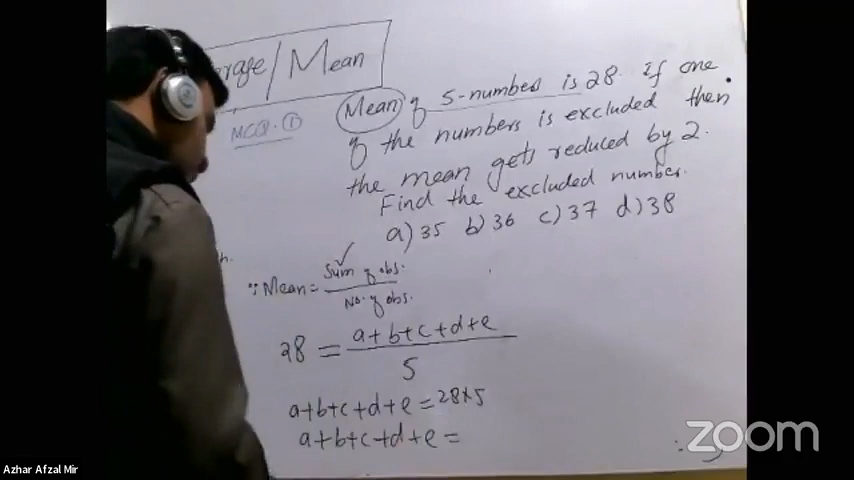 erage/Mean
MCQ. ①
Mean of 5-numbers is 28. If one
of the numbers is excluded then
the mean gets reduced by 2.
Find the excluded number.
a) 35 b) 36 c) 37 d) 38
∵ Mean = Sum of obs. / No. of obs.
28 = a+b+c+d+e / 5
a+b+c+d+e = 28×5
a+b+c+d+e =
zoom
Azhar Afzal Mir